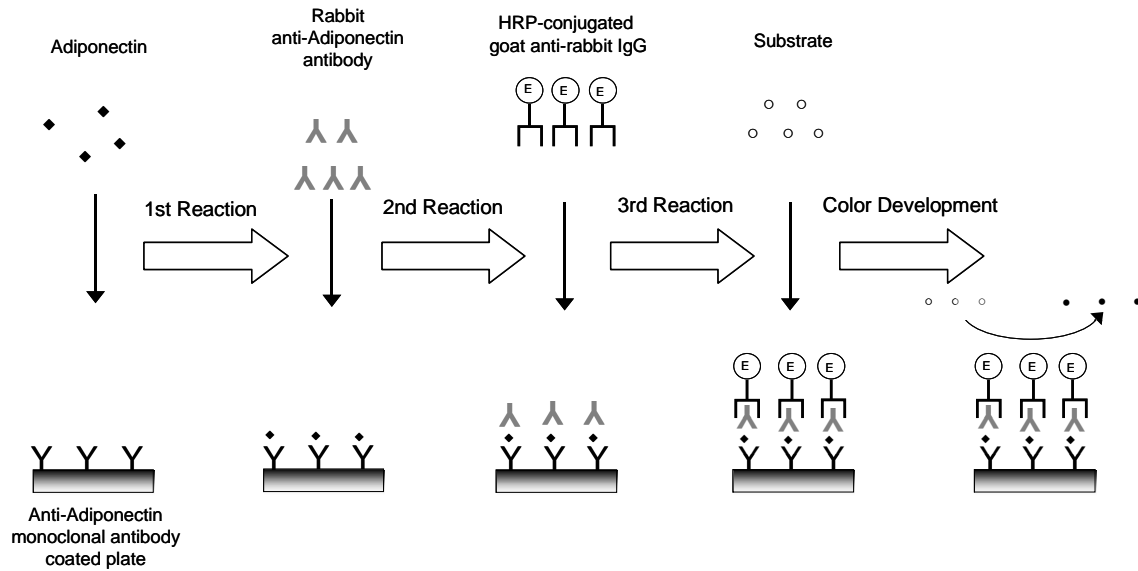 Adiponectin
Rabbit
anti-Adiponectin
antibody
HRP-conjugated
goat anti-rabbit IgG
Substrate
E E E
1st Reaction
2nd Reaction
3rd Reaction
Color Development
E E E
E E E
Anti-Adiponectin
monoclonal antibody
coated plate